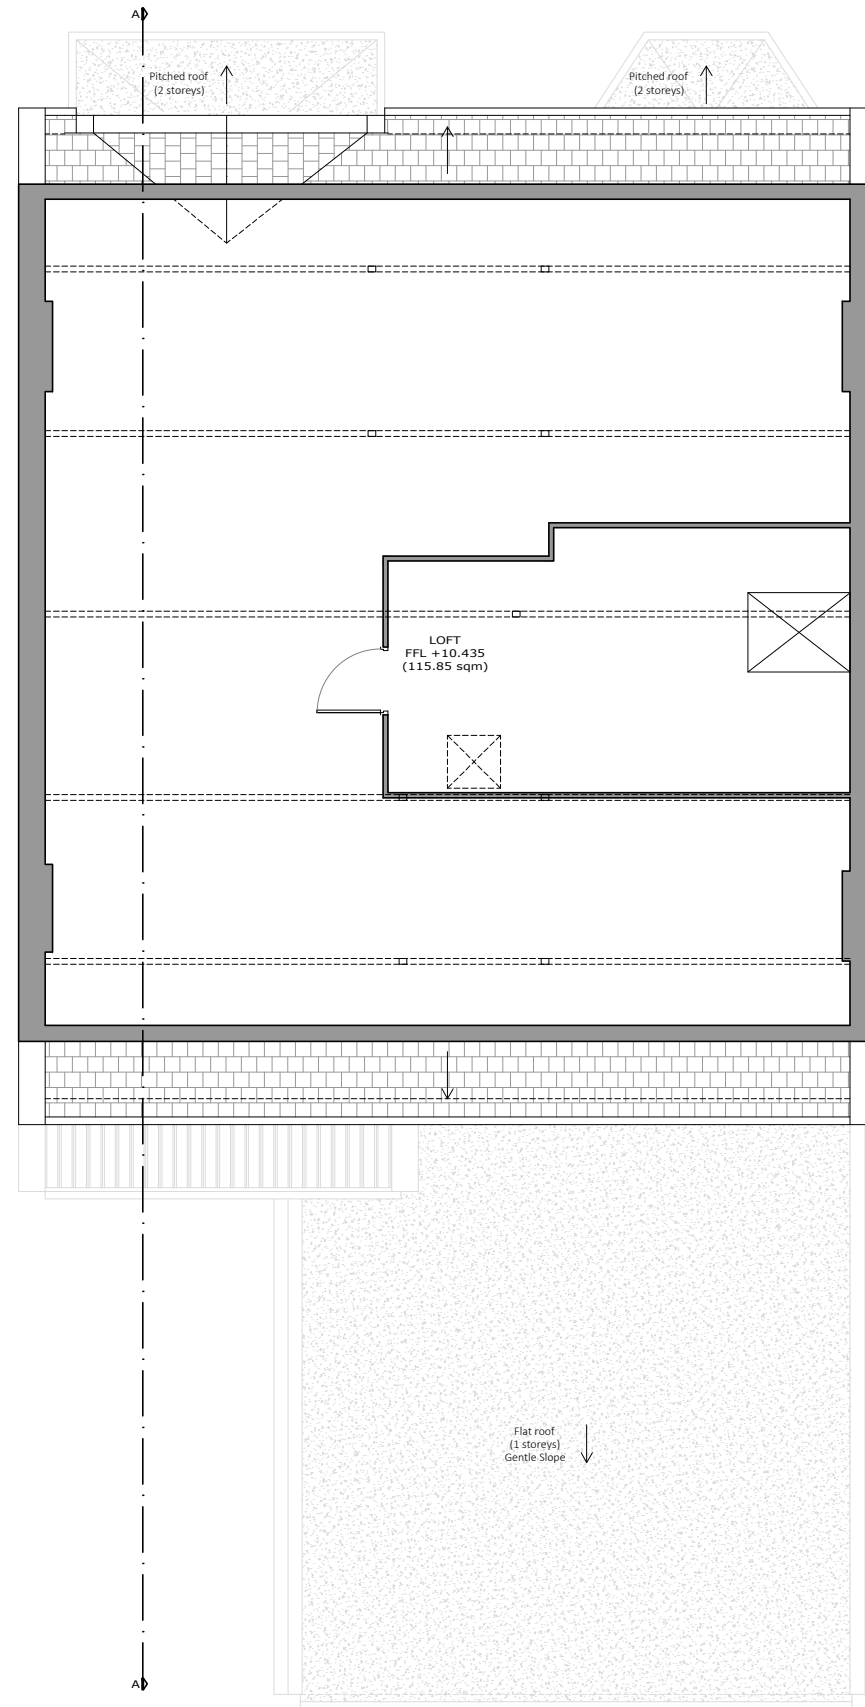 A
Pitched roof
(2 storeys)
Pitched roof
(2 storeys)
LOFT
FFL +10.435
(115.85 sqm)
Flat roof
(1 storeys)
Gentle Slope
A